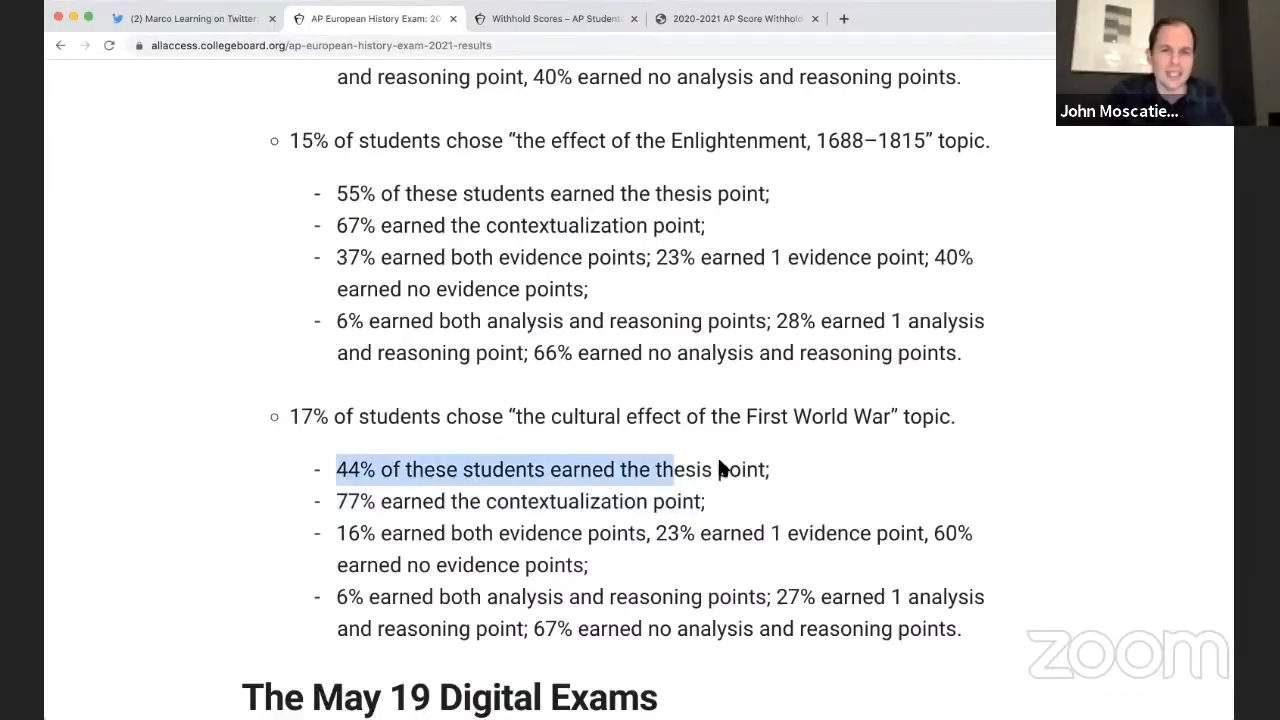 (2) Marco Learning on Twitter
AP European History Exam: 20
Withhold Scores – AP Student
2020-2021 AP Score Withhold
allaccess.collegeboard.org/ap-european-history-exam-2021-results
John Moscatie...
and reasoning point, 40% earned no analysis and reasoning points.
15% of students chose “the effect of the Enlightenment, 1688–1815” topic.
- 55% of these students earned the thesis point;
- 67% earned the contextualization point;
- 37% earned both evidence points; 23% earned 1 evidence point; 40%
earned no evidence points;
- 6% earned both analysis and reasoning points; 28% earned 1 analysis
and reasoning point; 66% earned no analysis and reasoning points.
17% of students chose “the cultural effect of the First World War” topic.
- 44% of these students earned the thesis point;
- 77% earned the contextualization point;
- 16% earned both evidence points, 23% earned 1 evidence point, 60%
earned no evidence points;
- 6% earned both analysis and reasoning points; 27% earned 1 analysis
and reasoning point; 67% earned no analysis and reasoning points.
zoom
The May 19 Digital Exams